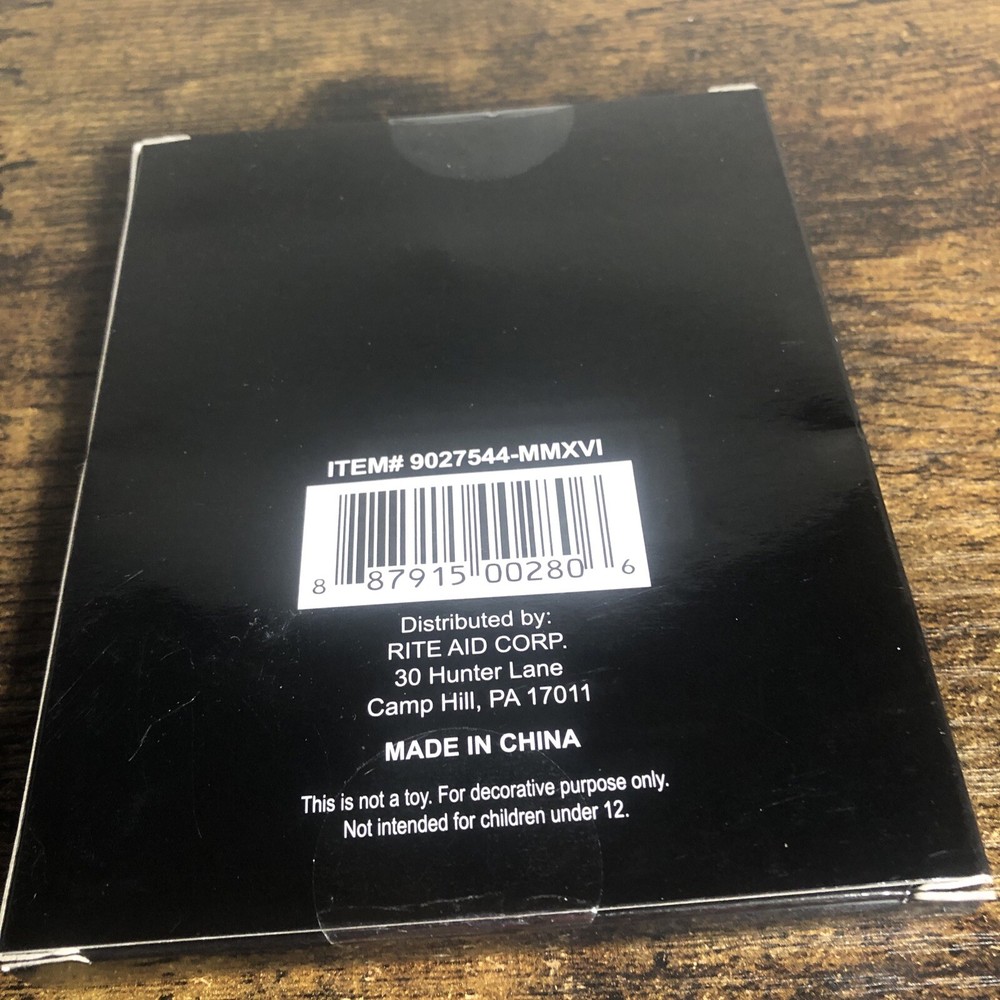 ITEM# 9027544-MMXVI
8 87915 00280 6
Distributed by:
RITE AID CORP.
30 Hunter Lane
Camp Hill, PA 17011
MADE IN CHINA
This is not a toy. For decorative purpose only.
Not intended for children under 12.